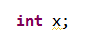 int x;